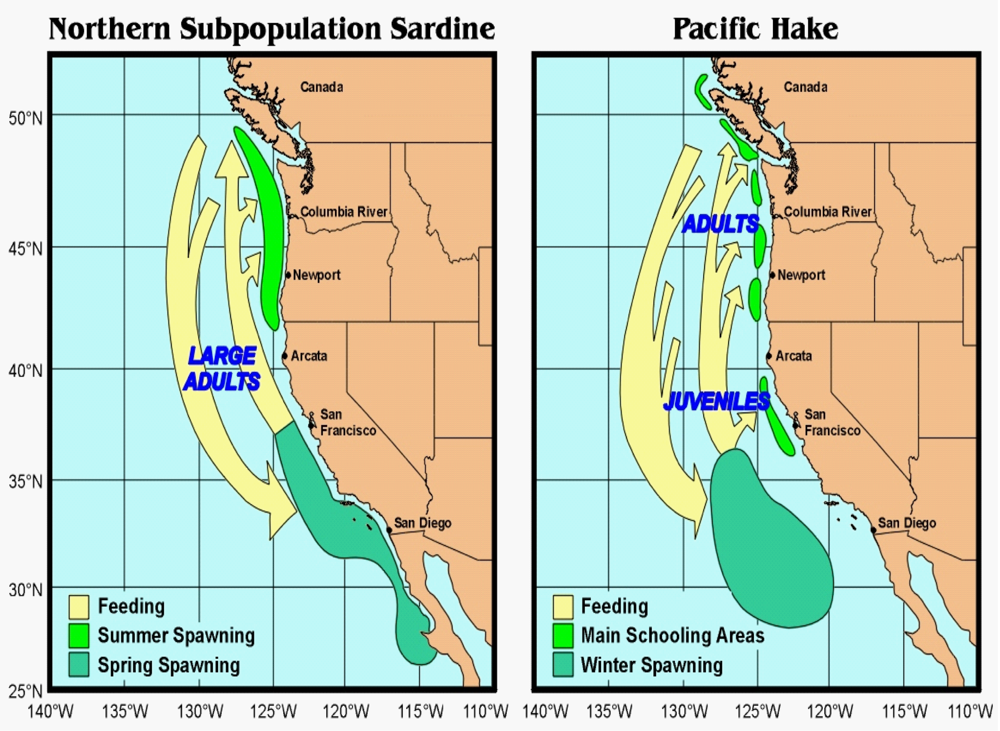 Northern Subpopulation Sardine
Canada
50°N
Columbia River
45°N
Newport
LARGE
ADULTS
Arcata
40°N
San
Francisco
35°N
San Diego
30°N
Feeding
Summer Spawning
Spring Spawning
25°N
140°W 135°W 130°W 125°W 120°W 115°W 110°W
Pacific Hake
Canada
Columbia River
ADULTS
Newport
Arcata
JUVENILES
San
Francisco
San Diego
Feeding
Main Schooling Areas
Winter Spawning
140°W 135°W 130°W 125°W 120°W 115°W 110°W